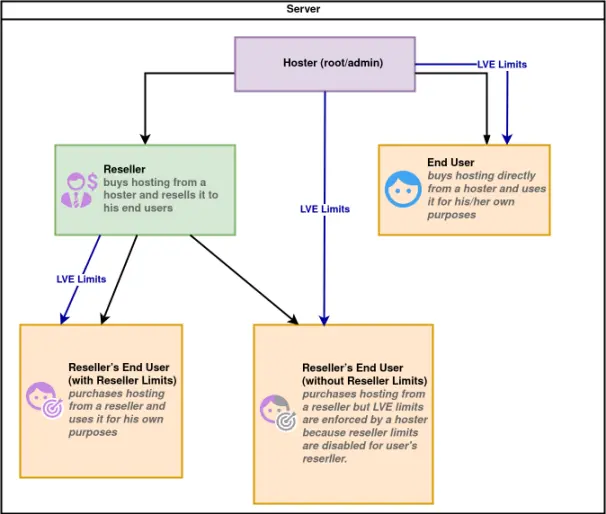 Server
Hoster (root/admin)
LVE Limits
Reseller
buys hosting from a
hoster and resells it to
his end users
End User
buys hosting directly
from a hoster and uses
it for his/her own
purposes
LVE Limits
LVE Limits
Reseller's End User
(with Reseller Limits)
purchases hosting
from a reseller and
uses it for his own
purposes
Reseller's End User
(without Reseller Limits)
purchases hosting from
a reseller but LVE limits
are enforced by a hoster
because reseller limits
are disabled for user's
reserller.